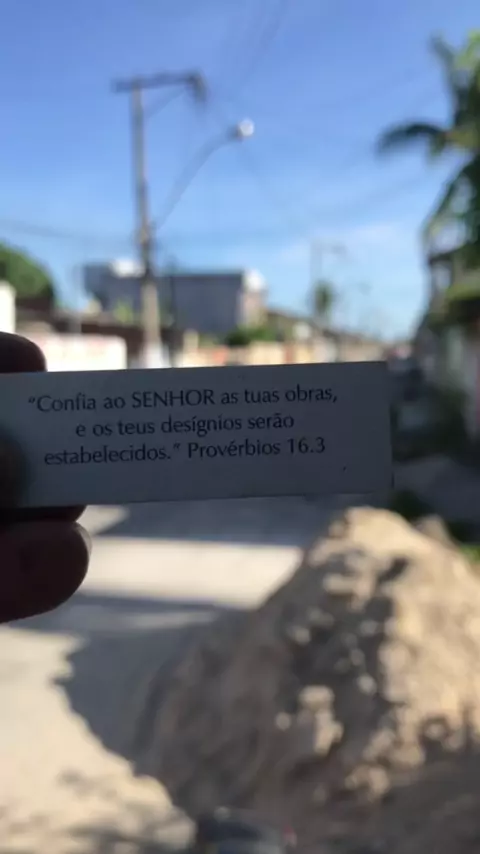 "Confia ao SENHOR as tuas obras,
e os teus desígnios serão
estabelecidos." Provérbios 16.3